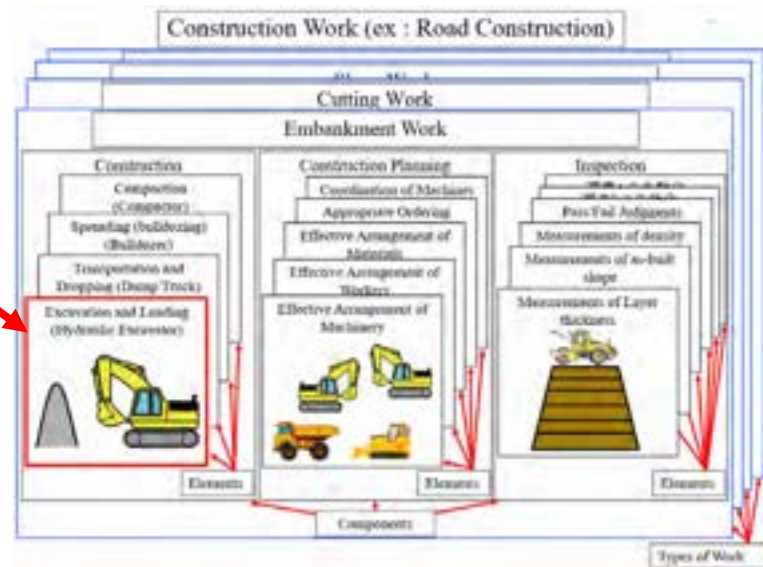 Construction Work (ex : Road Construction)
Cutting Work
Embankment Work
Construction
Compaction
(Compactor)
Spreading (bulldozing)
(Bulldozer)
Transportation and
Dropping (Dump Truck)
Excavation and Loading
(Hydraulic Excavator)
Elements
Construction Planning
Coordination of Machinery
Appropriate Ordering
Effective Arrangement of
Materials
Effective Arrangement of
Workers
Effective Arrangement of
Machinery
Elements
Inspection
Pass/Fail Judgments
Measurements of density
Measurements of as-built
shape
Measurements of Layer
thickness
Elements
Components
Types of Work